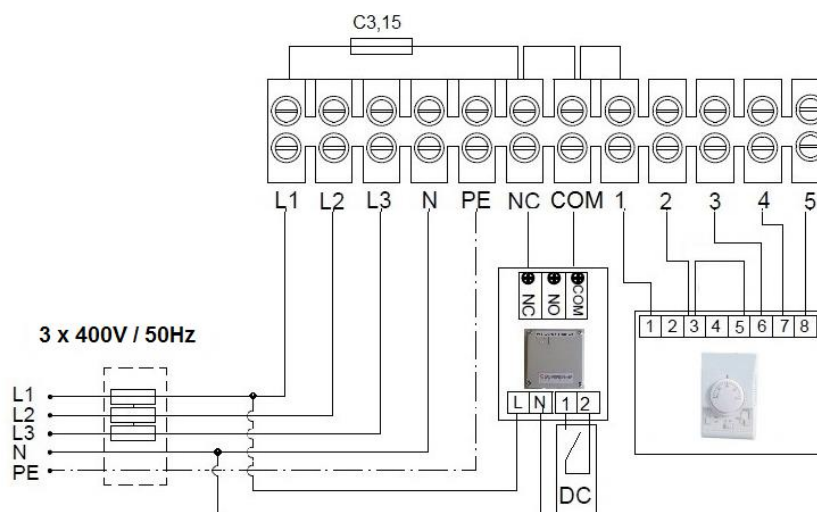 C3,15
L1 L2 L3 N PE NC COM 1 2 3 4 5
NC NO COM
1 2 3 4 5 6 7 8
3 x 400V / 50Hz
L1
L2
L3
N
PE
L N 1 2
DC